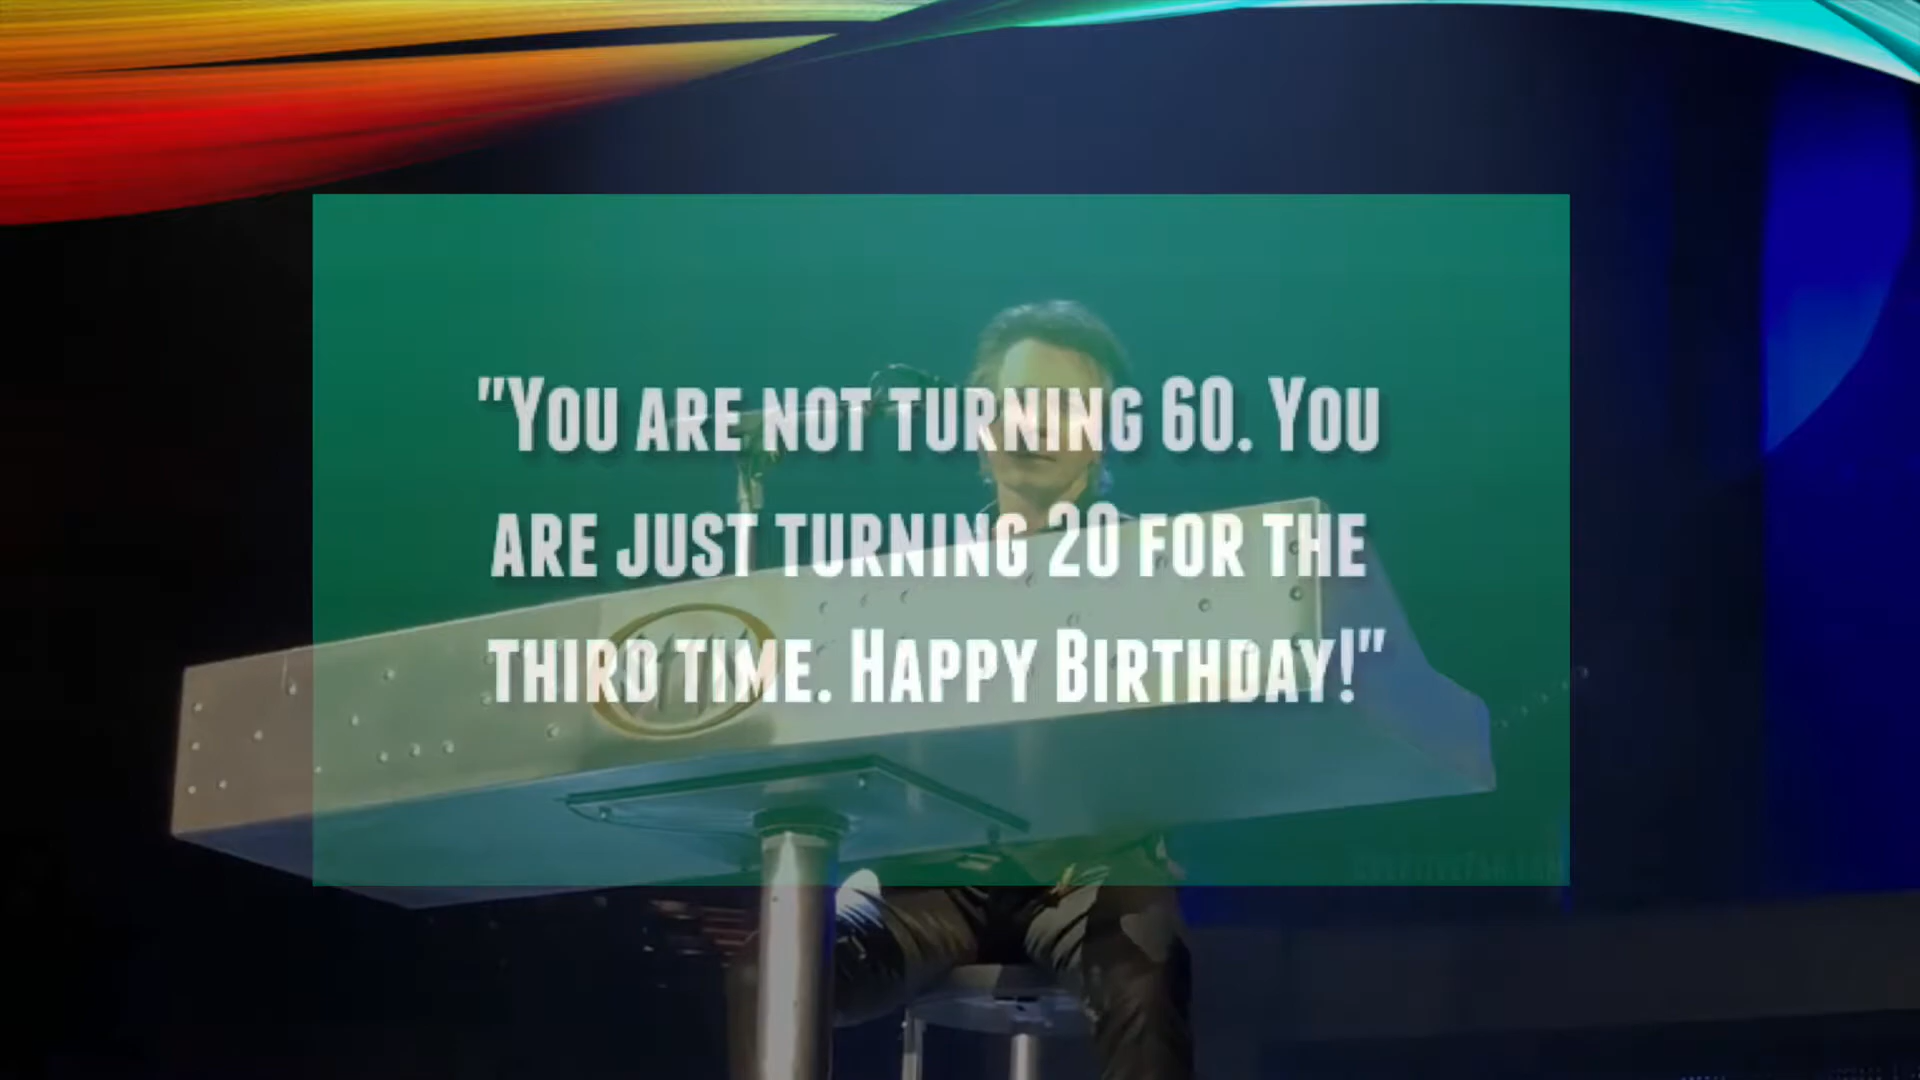 "You are not turning 60. You
are just turning 20 for the
third time. Happy Birthday!"